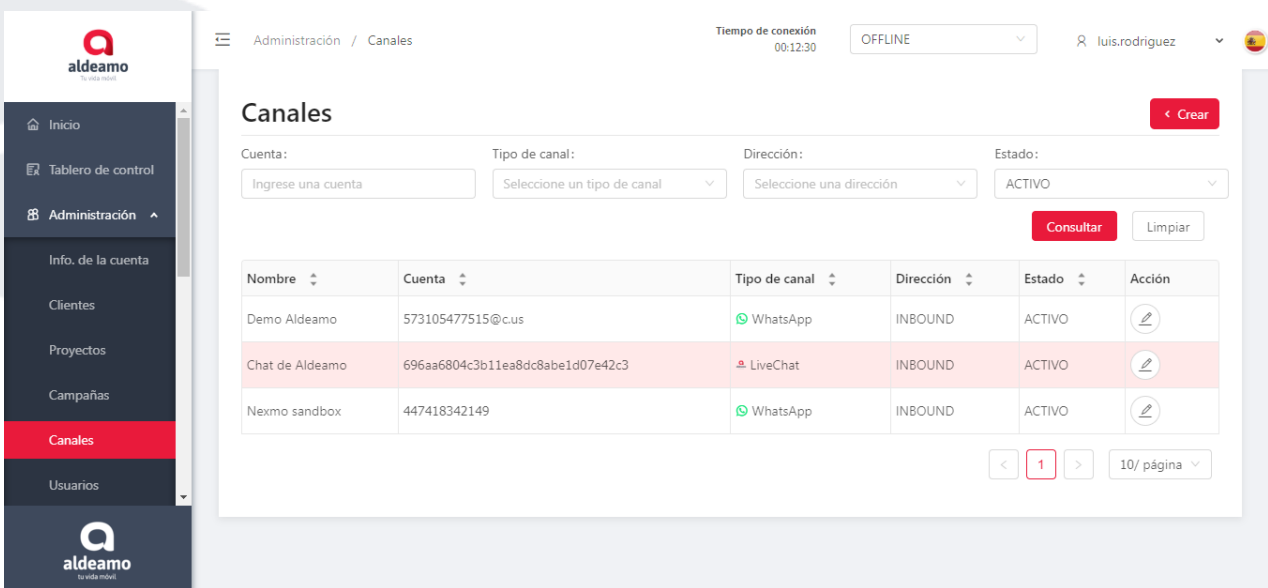 aldeamo
Tu vida móvil
Administración / Canales
Tiempo de conexión
00:12:30
OFFLINE
luis.rodriguez
Inicio
Tablero de control
Administración
Info. de la cuenta
Clientes
Proyectos
Campañas
Canales
Usuarios
aldeamo
tu vida móvil
Canales
< Crear
Cuenta:
Tipo de canal:
Dirección:
Estado:
Ingrese una cuenta
Seleccione un tipo de canal
Seleccione una dirección
ACTIVO
Consultar
Limpiar
Nombre Cuenta Tipo de canal Dirección Estado Acción
Demo Aldeamo 573105477515@c.us WhatsApp INBOUND ACTIVO
Chat de Aldeamo 696aa6804c3b11ea8dc8abe1d07e42c3 LiveChat INBOUND ACTIVO
Nexmo sandbox 447418342149 WhatsApp INBOUND ACTIVO
< 1 > 10/ página